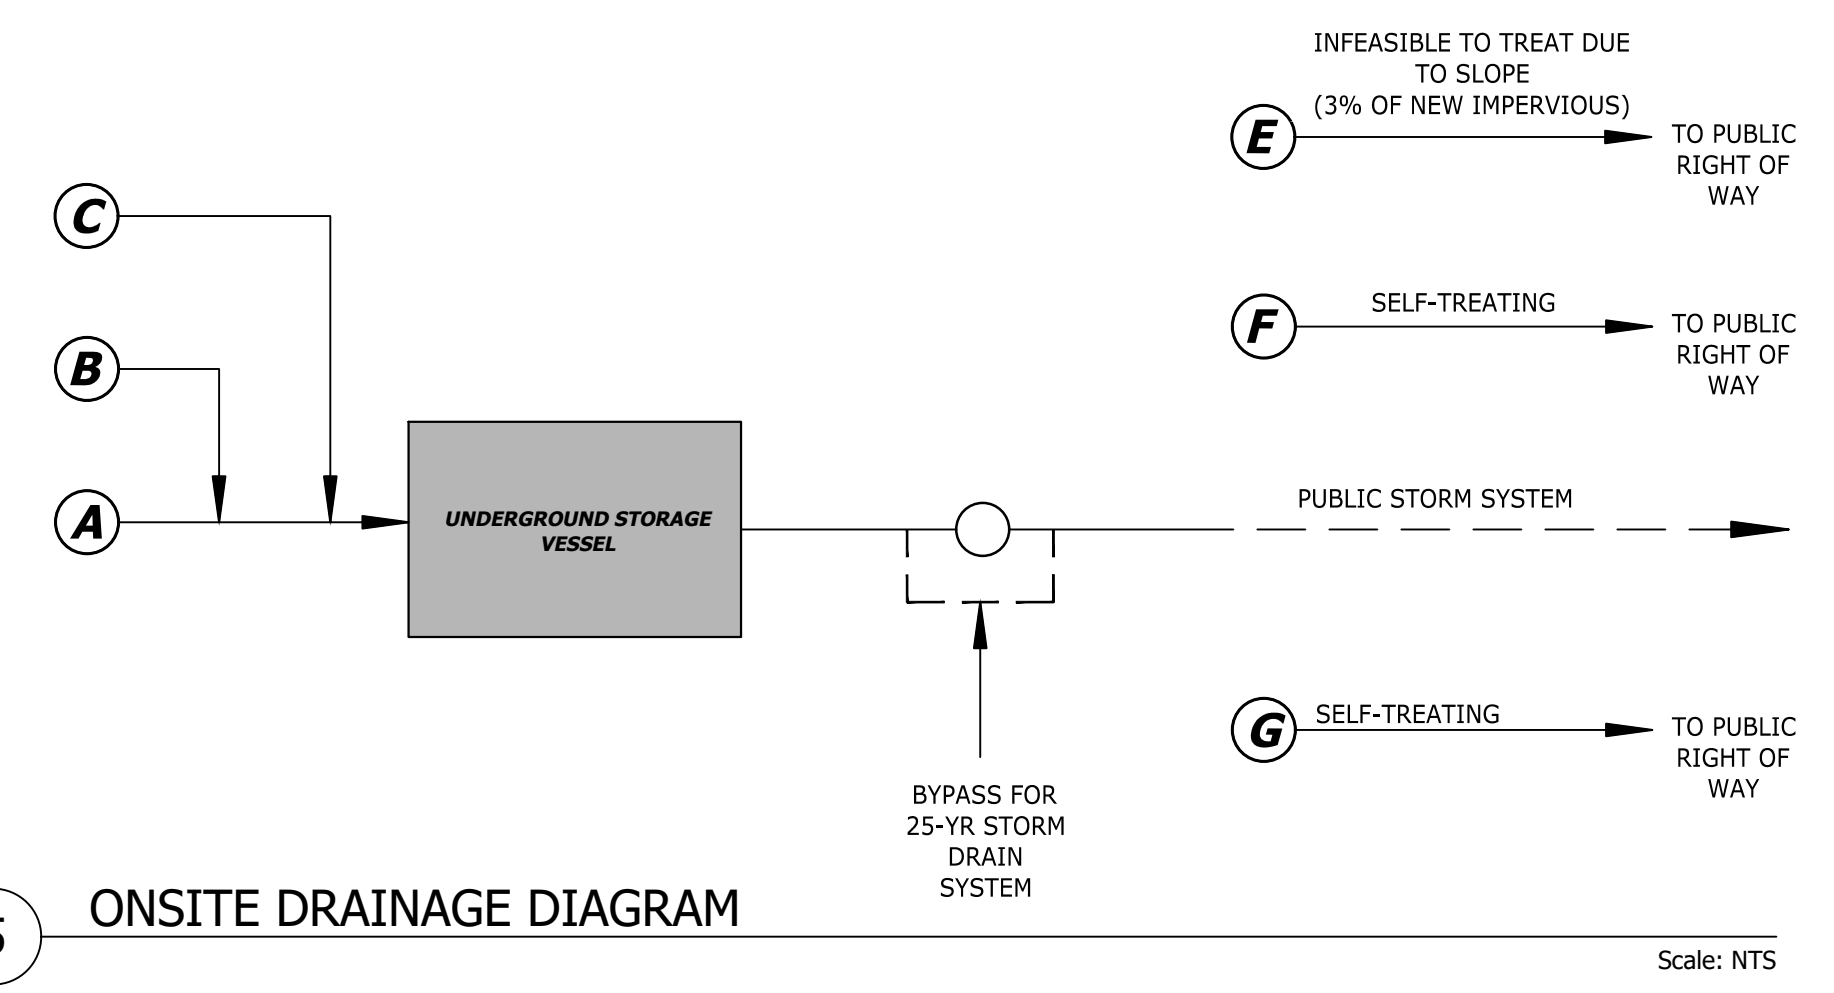 INFEASIBLE TO TREAT DUE
TO SLOPE
(3% OF NEW IMPERVIOUS)
E
TO PUBLIC
RIGHT OF
WAY
C
F
SELF-TREATING
TO PUBLIC
RIGHT OF
WAY
B
A
UNDERGROUND STORAGE
VESSEL
PUBLIC STORM SYSTEM
G
SELF-TREATING
TO PUBLIC
RIGHT OF
WAY
BYPASS FOR
25-YR STORM
DRAIN
SYSTEM
ONSITE DRAINAGE DIAGRAM
Scale: NTS